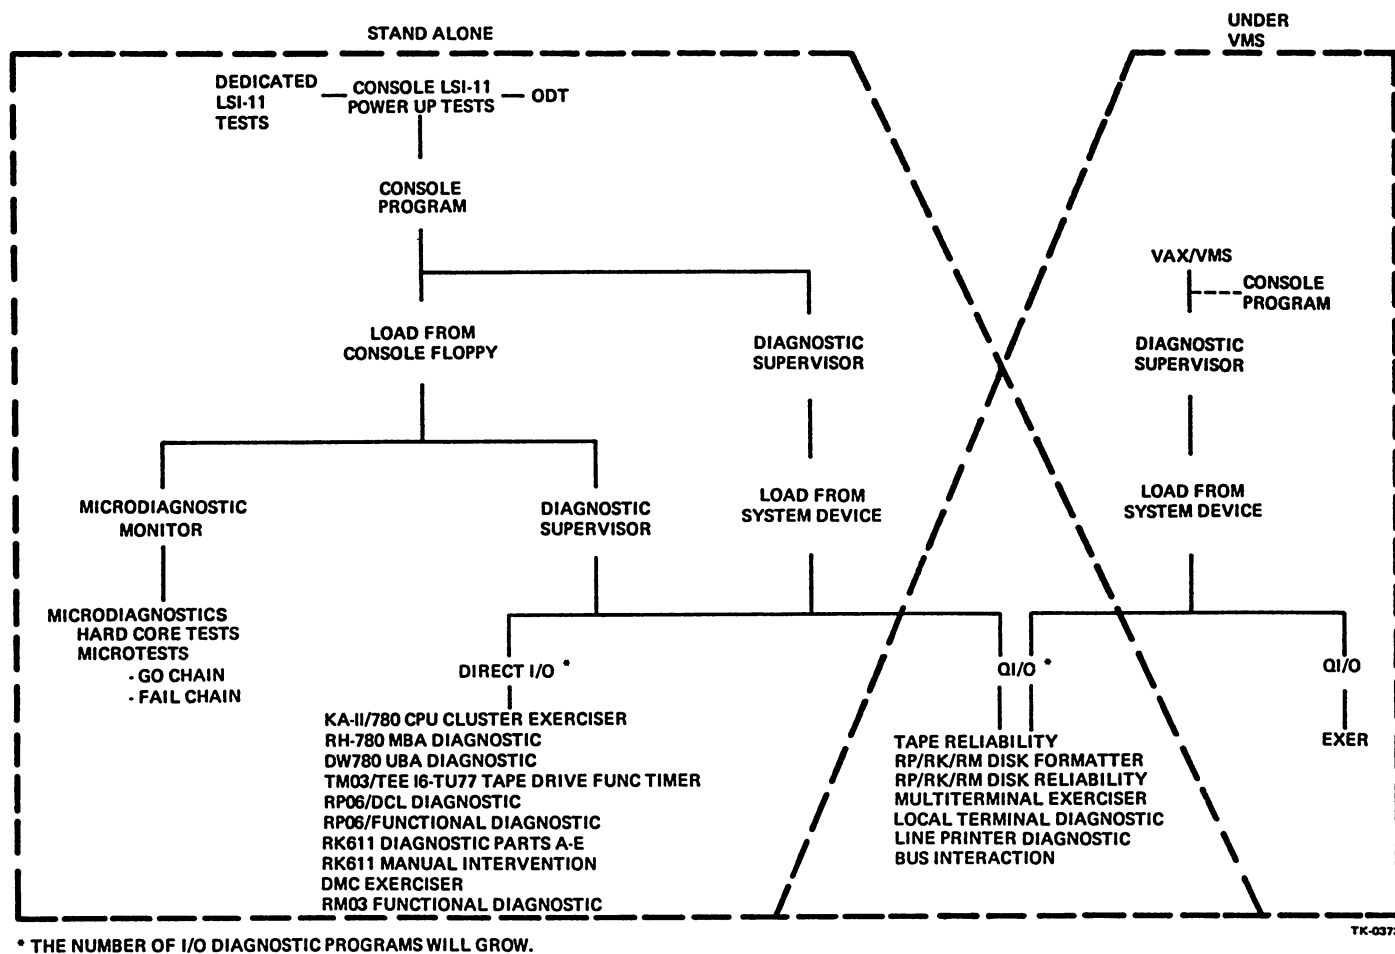 STAND ALONE
UNDER
VMS
DEDICATED
LSI-11
TESTS
CONSOLE LSI-11
POWER UP TESTS
ODT
CONSOLE
PROGRAM
LOAD FROM
CONSOLE FLOPPY
DIAGNOSTIC
SUPERVISOR
VAX/VMS
CONSOLE
PROGRAM
DIAGNOSTIC
SUPERVISOR
MICRODIAGNOSTIC
MONITOR
DIAGNOSTIC
SUPERVISOR
LOAD FROM
SYSTEM DEVICE
LOAD FROM
SYSTEM DEVICE
MICRODIAGNOSTICS
HARD CORE TESTS
MICROTESTS
- GO CHAIN
- FAIL CHAIN
DIRECT I/O *
QI/O *
QI/O
KA-II/780 CPU CLUSTER EXERCISER
RH-780 MBA DIAGNOSTIC
DW780 UBA DIAGNOSTIC
TM03/TEE I6-TU77 TAPE DRIVE FUNC TIMER
RP06/DCL DIAGNOSTIC
RP06/FUNCTIONAL DIAGNOSTIC
RK611 DIAGNOSTIC PARTS A-E
RK611 MANUAL INTERVENTION
DMC EXERCISER
RM03 FUNCTIONAL DIAGNOSTIC
TAPE RELIABILITY
RP/RK/RM DISK FORMATTER
RP/RK/RM DISK RELIABILITY
MULTITERMINAL EXERCISER
LOCAL TERMINAL DIAGNOSTIC
LINE PRINTER DIAGNOSTIC
BUS INTERACTION
EXER
* THE NUMBER OF I/O DIAGNOSTIC PROGRAMS WILL GROW.